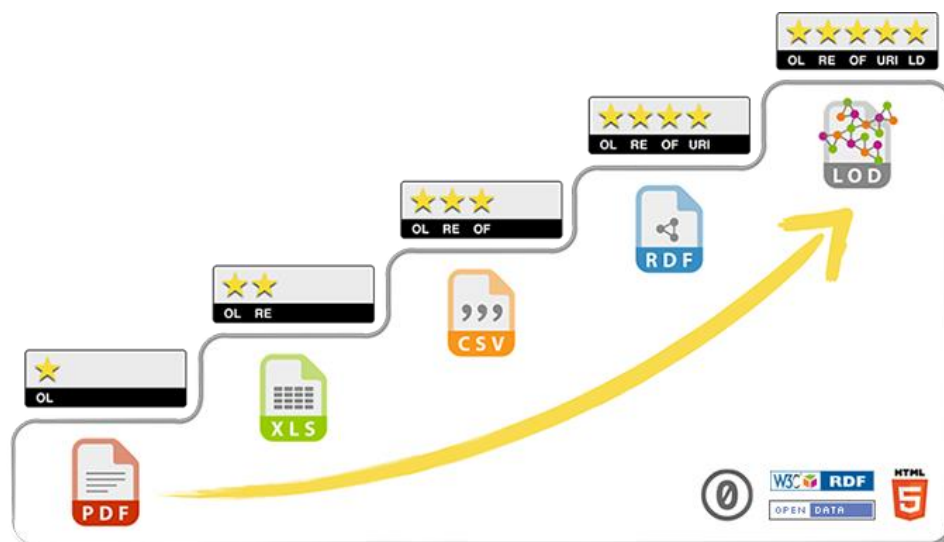 OL RE OF URI LD
LOD
OL RE OF URI
RDF
OL RE OF
,,,
CSV
OL RE
XLS
OL
PDF
0
W3C RDF
OPEN DATA
HTML
5